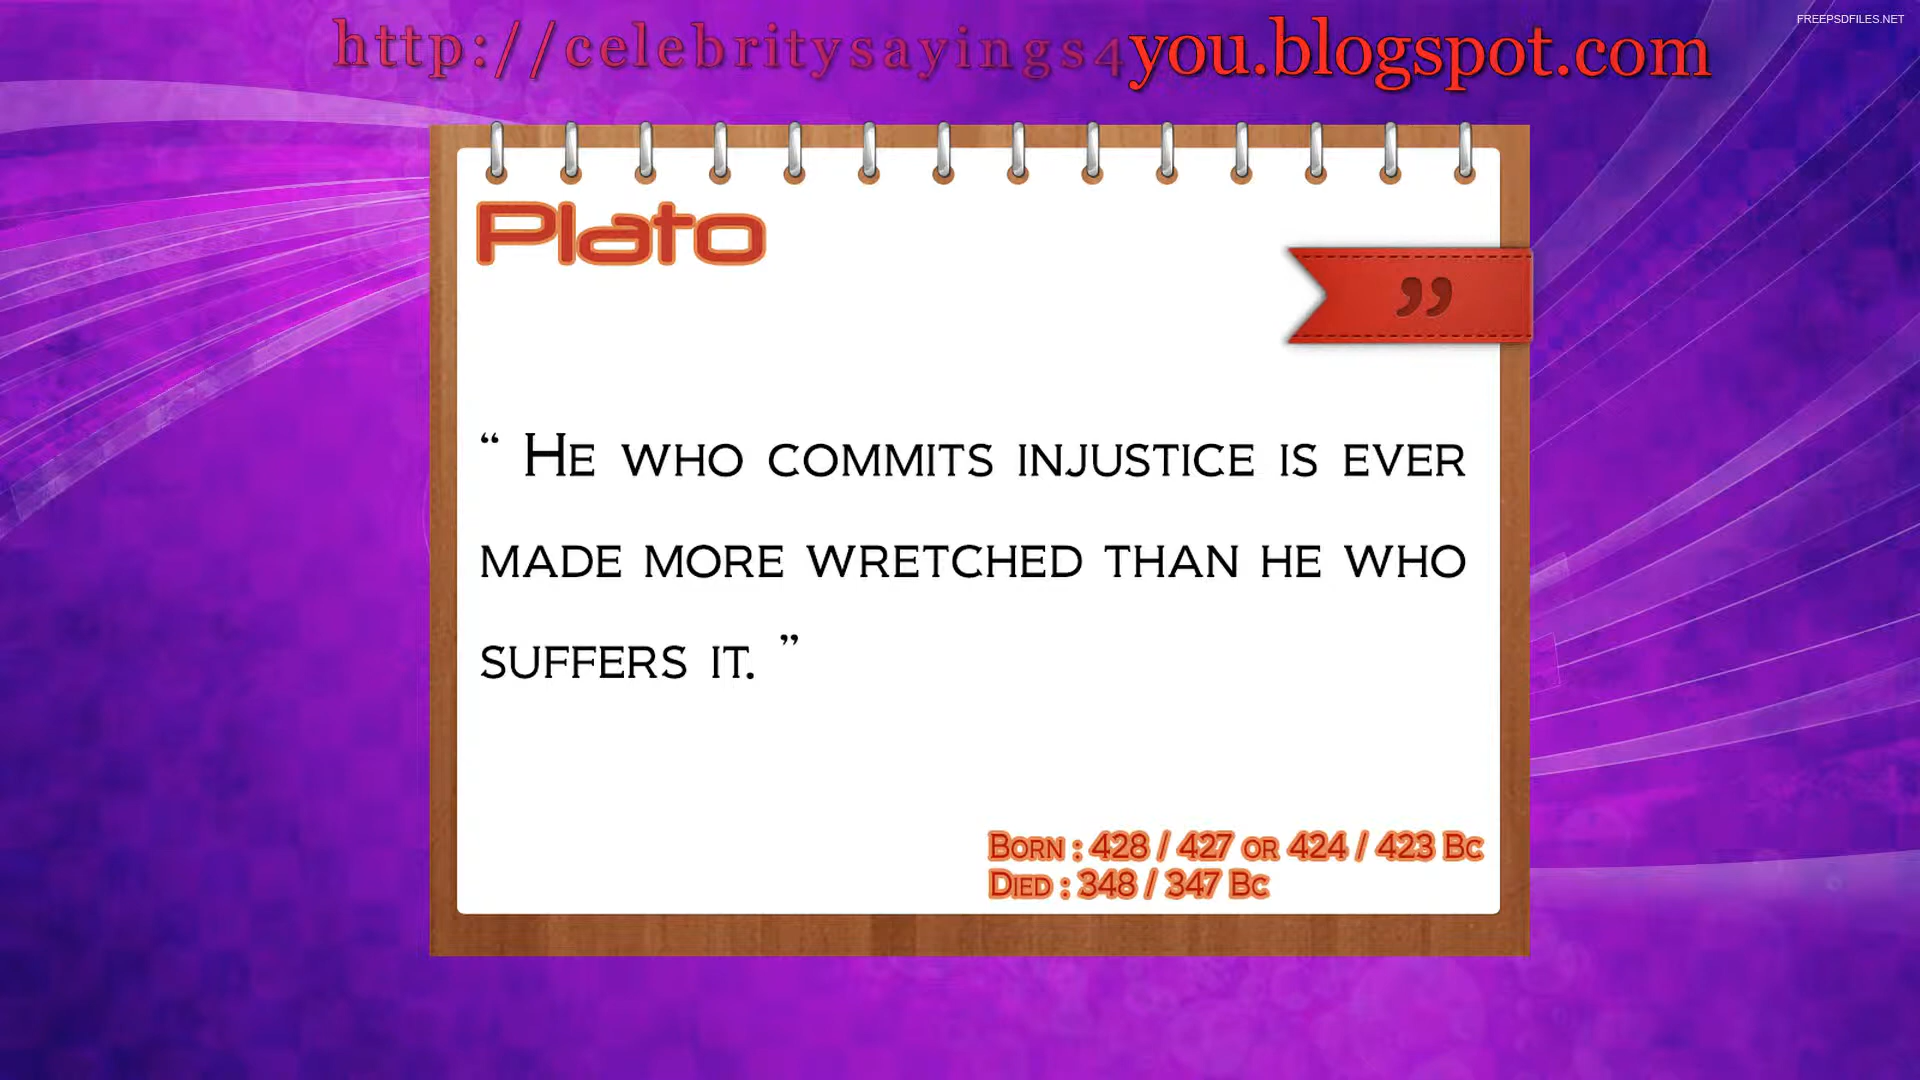 FREEPSDFILES.NET
http://celebritysayings4you.blogspot.com
Plato
”
“ He who commits injustice is ever
made more wretched than he who
suffers it. ”
Born : 428 / 427 or 424 / 423 Bc
Died : 348 / 347 Bc